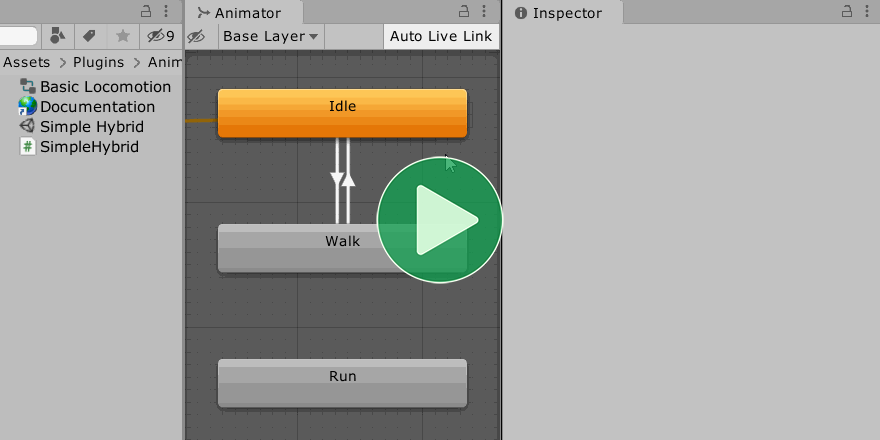 Animator
Inspector
9
Base Layer
Auto Live Link
Assets > Plugins > Anim
Basic Locomotion
Documentation
Simple Hybrid
# SimpleHybrid
Idle
Walk
Run